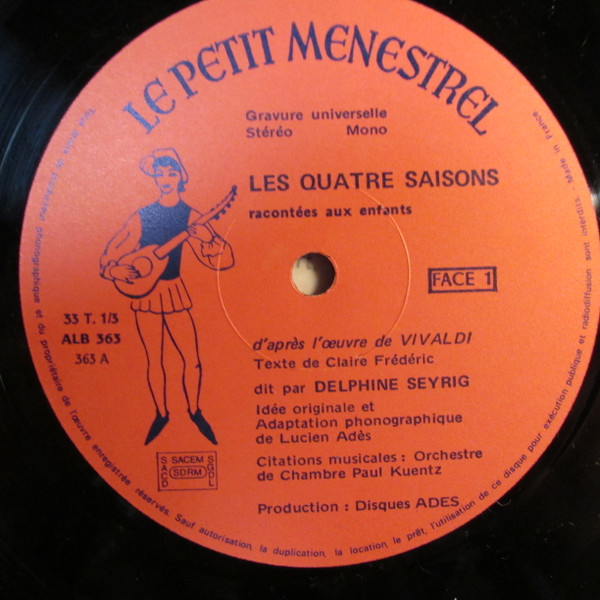 LE PETIT MENESTREL
Gravure universelle
Stéréo Mono
LES QUATRE SAISONS
racontées aux enfants
FACE 1
33 T. 1/3
ALB 363
363 A
d'après l'œuvre de VIVALDI
Texte de Claire Frédéric
dit par DELPHINE SEYRIG
Idée originale et
Adaptation phonographique
de Lucien Adès
Citations musicales : Orchestre
de Chambre Paul Kuentz
Production : Disques ADES
SACEM
SACD
SDRM
SGDL
phonographique et du propriétaire de l'œuvre enregistrée réservés. Sauf autorisation, la duplication, la location, le prêt, l'utilisation de ce disque pour exécution publique et radiodiffusion sont interdits. - Made in France